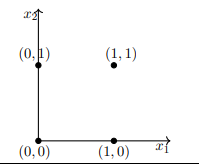 x₂
(0, 1) (1, 1)
(0, 0) (1, 0) x₁